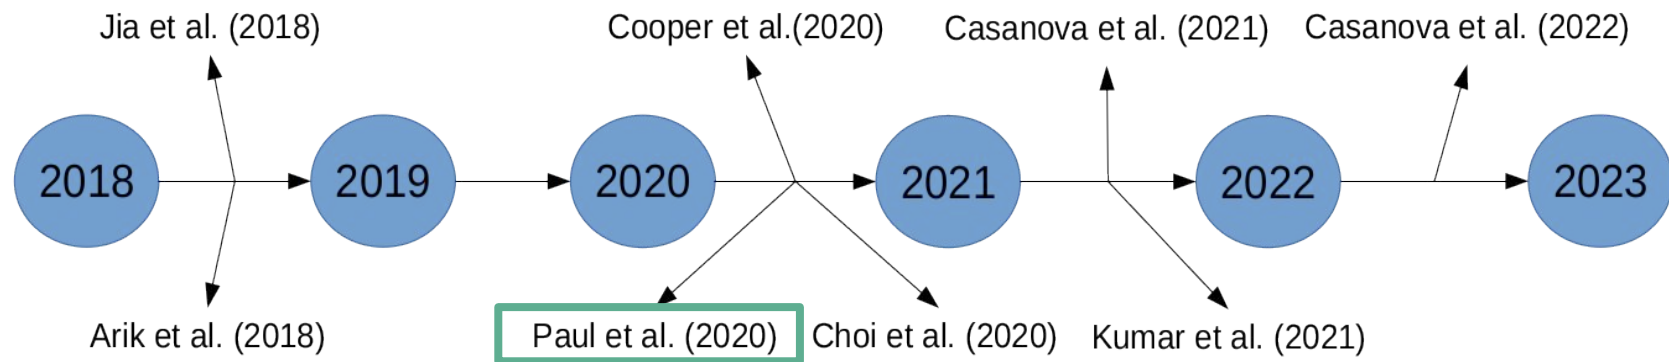 Jia et al. (2018)
Cooper et al.(2020)
Casanova et al. (2021)
Casanova et al. (2022)
2018
2019
2020
2021
2022
2023
Arik et al. (2018)
Paul et al. (2020)
Choi et al. (2020)
Kumar et al. (2021)